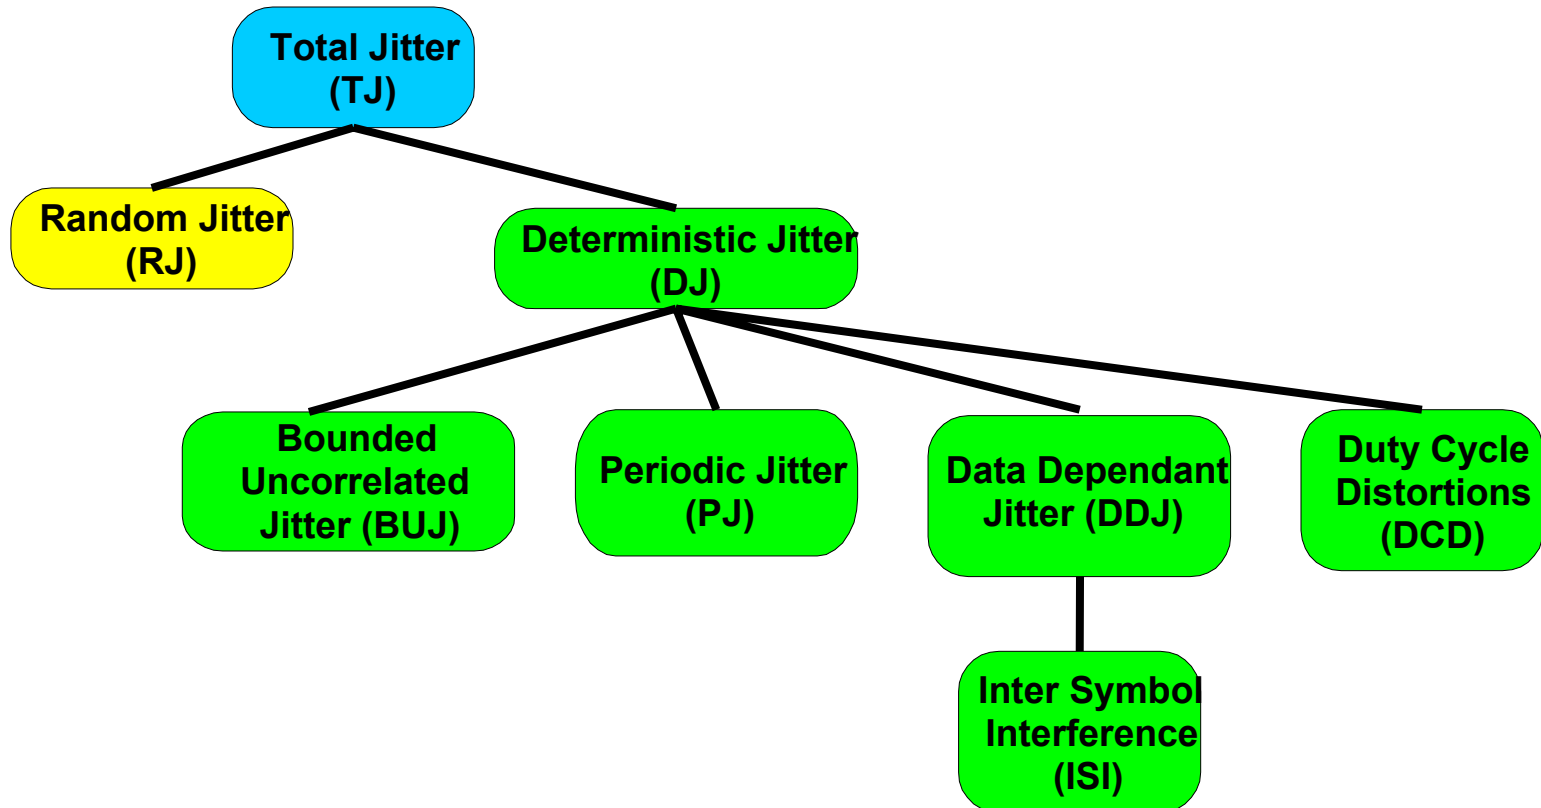 Total Jitter
(TJ)
Random Jitter
(RJ)
Deterministic Jitter
(DJ)
Bounded
Uncorrelated
Jitter (BUJ)
Periodic Jitter
(PJ)
Data Dependant
Jitter (DDJ)
Duty Cycle
Distortions
(DCD)
Inter Symbol
Interference
(ISI)